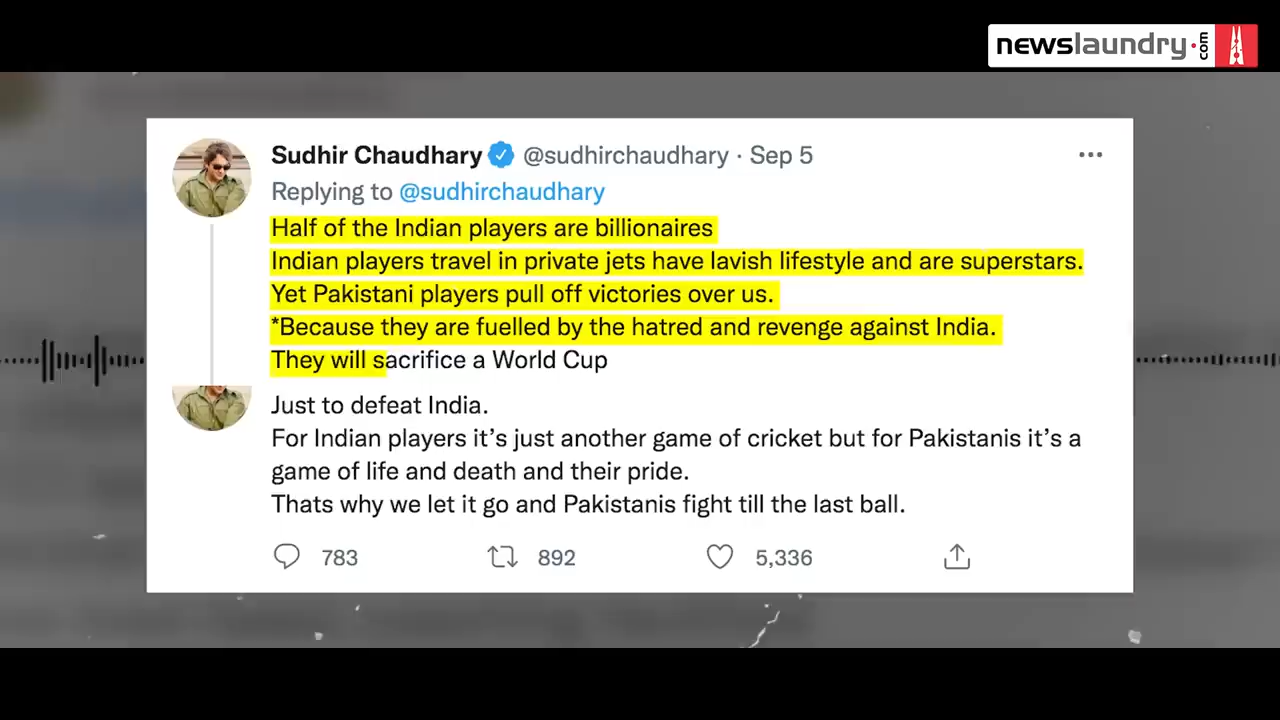 newslaundry.com
Sudhir Chaudhary @sudhirchaudhary · Sep 5
Replying to @sudhirchaudhary
Half of the Indian players are billionaires
Indian players travel in private jets have lavish lifestyle and are superstars.
Yet Pakistani players pull off victories over us.
*Because they are fuelled by the hatred and revenge against India.
They will sacrifice a World Cup
Just to defeat India.
For Indian players it’s just another game of cricket but for Pakistanis it’s a
game of life and death and their pride.
Thats why we let it go and Pakistanis fight till the last ball.
783 892 5,336